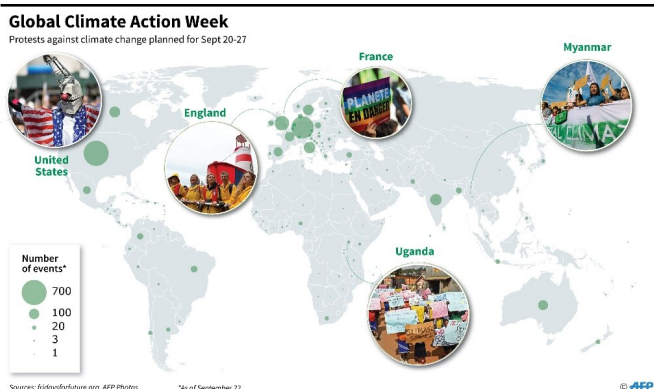 Global Climate Action Week
Protests against climate change planned for Sept 20-27
Myanmar
France
PLANÈTE
EN DANGER
England
United
States
Uganda
Number
of events*
700
100
20
3
1
Sources: fridaysforfuture.org, AFP Photos
*As of September 22
© AFP